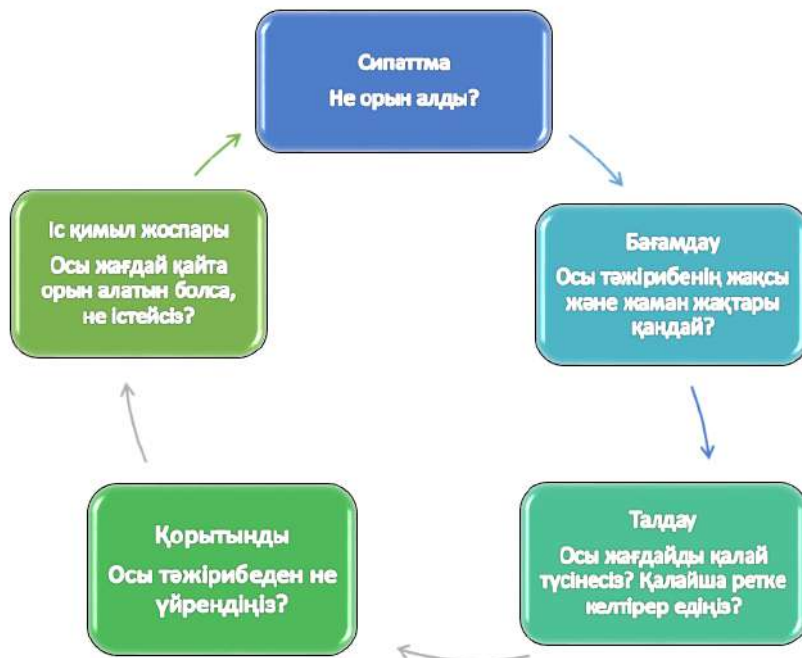 Сипаттма
Не орын алды?
Бағамдау
Осы тәжірибенің жақсы
және жаман жақтары
қандай?
Талдау
Осы жағдайды қалай
түсінесіз? Қалайша ретке
келтірер едіңіз?
Қорытынды
Осы тәжірибеден не
үйрендіңіз?
Іс қимыл жоспары
Осы жағдай қайта
орын алатын болса,
не істейсіз?